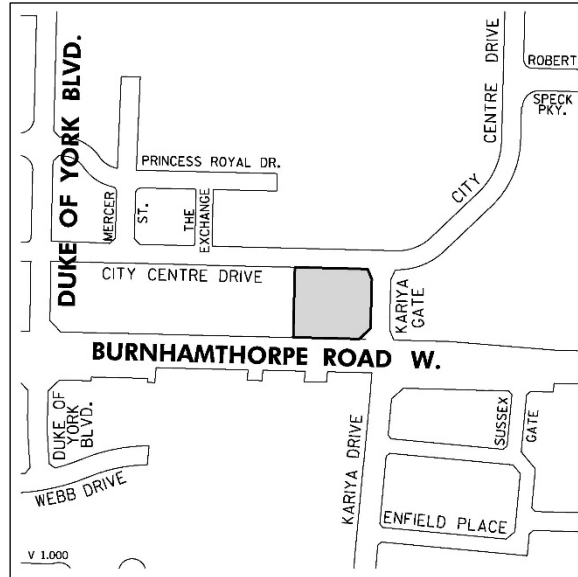 DUKE OF YORK BLVD.
CENTRE DRIVE
ROBERT
SPECK
PKY.
PRINCESS ROYAL DR.
CITY
MERCER
ST.
THE
EXCHANGE
CITY CENTRE DRIVE
KARIYA
GATE
BURNHAMTHORPE ROAD W.
DUKE OF
YORK
BLVD.
SUSSEX
GATE
KARIYA DRIVE
WEBB DRIVE
ENFIELD PLACE
V 1.000